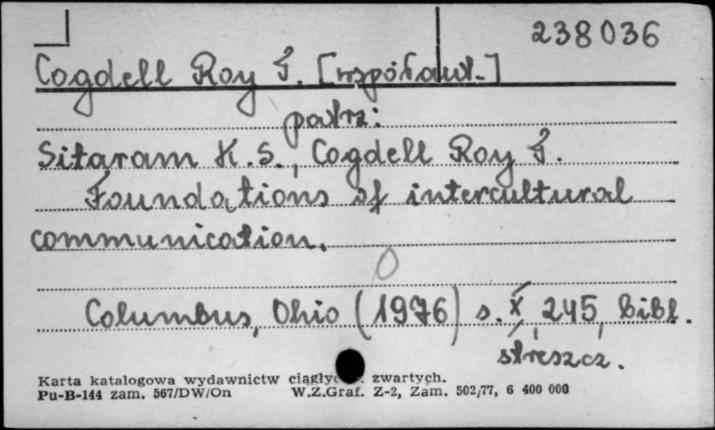 238036
Cogdell Roy T. [współaut.]
patrz:
Sitaram K.S., Cogdell Roy T.
Foundations of intercultural
communication.
Columbus, Ohio (1976) s. X, 245, bibl.
streszcz.
Karta katalogowa wydawnictw zwartych.
Pu-B-144 zam. 567/DW/On W.Z.Graf. Z-2, Zam. 502/77, 6 400 000